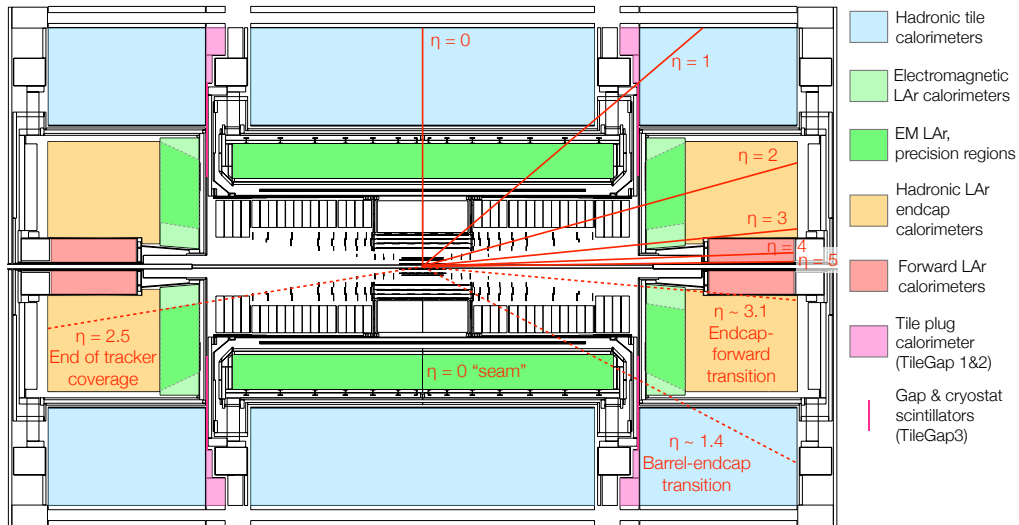 η = 0
η = 1
η = 2
η = 3
η = 4
η = 5
η = 2.5
End of tracker
coverage
η = 0 “seam”
η ~ 3.1
Endcap-
forward
transition
η ~ 1.4
Barrel-endcap
transition
Hadronic tile
calorimeters
Electromagnetic
LAr calorimeters
EM LAr,
precision regions
Hadronic LAr
endcap
calorimeters
Forward LAr
calorimeters
Tile plug
calorimeter
(TileGap 1&2)
Gap & cryostat
scintillators
(TileGap3)